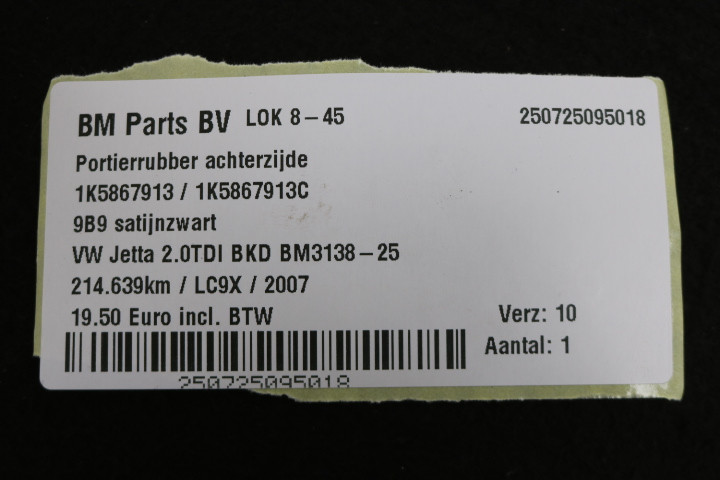 BM Parts BV LOK 8-45 250725095018
Portierrubber achterzijde
1K5867913 / 1K5867913C
9B9 satijnzwart
VW Jetta 2.0TDI BKD BM3138-25
214.639km / LC9X / 2007
19.50 Euro incl. BTW Verz: 10
Aantal: 1
250725095018